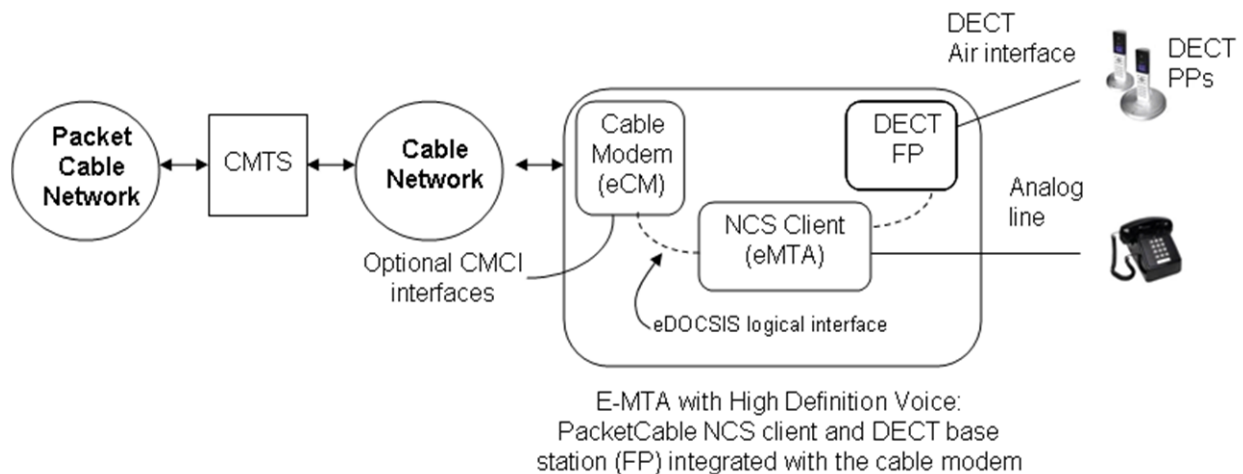 DECT
Air interface
DECT
PPs
Packet
Cable
Network
CMTS
Cable
Network
Cable
Modem
(eCM)
DECT
FP
Analog
line
NCS Client
(eMTA)
Optional CMCI
interfaces
eDOCSIS logical interface
E-MTA with High Definition Voice:
PacketCable NCS client and DECT base
station (FP) integrated with the cable modem